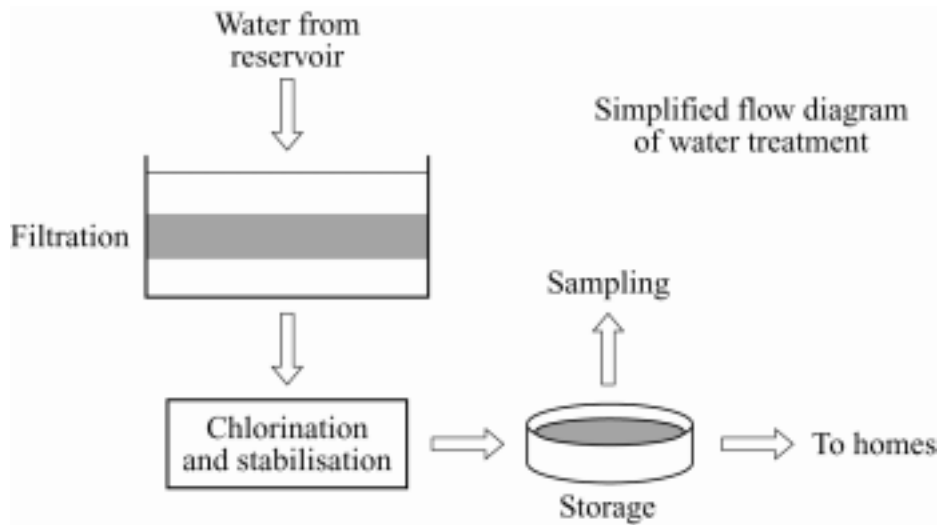 Water from
reservoir
Simplified flow diagram
of water treatment
Filtration
Sampling
Chlorination
and stabilisation
To homes
Storage